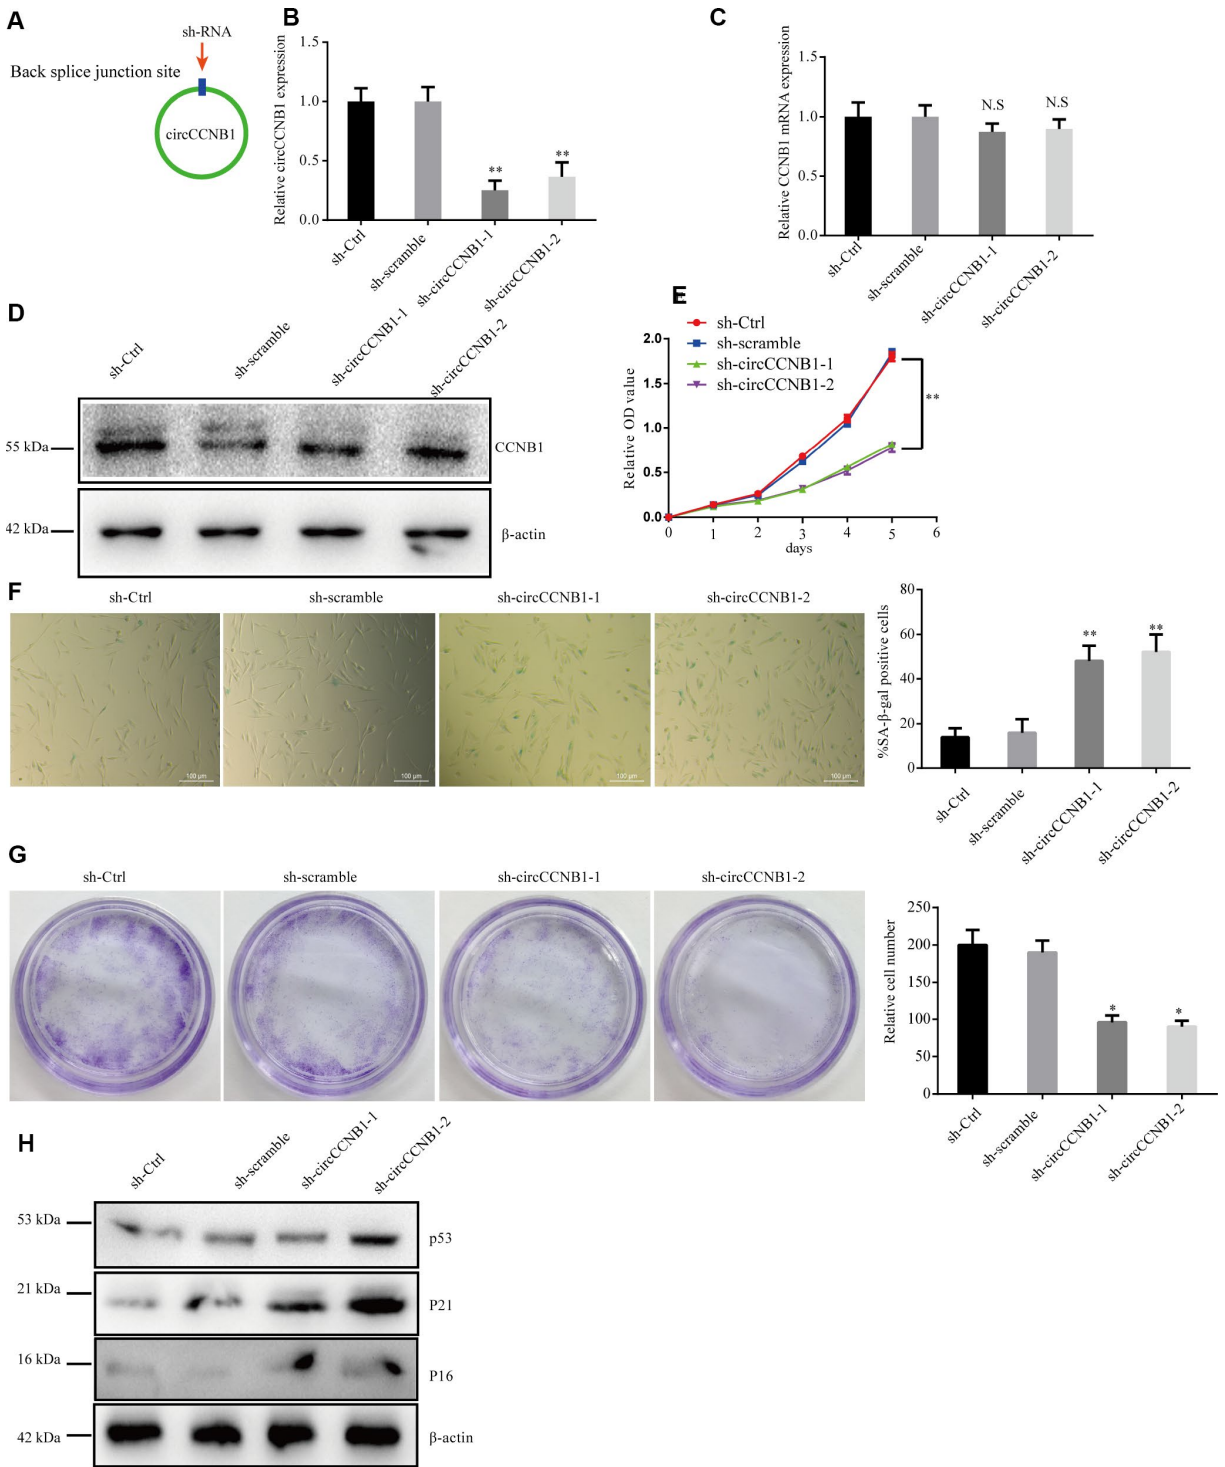 A
sh-RNA
Back splice junction site
circCCNB1
B
Relative circCCNB1 expression
1.5
1.0
0.5
0.0
**
**
sh-Ctrl
sh-scramble
sh-circCCNB1-1
sh-circCCNB1-2
C
Relative CCNB1 mRNA expression
1.5
1.0
0.5
0.0
N.S
N.S
sh-Ctrl
sh-scramble
sh-circCCNB1-1
sh-circCCNB1-2
D
sh-Ctrl
sh-scramble
sh-circCCNB1-1
sh-circCCNB1-2
55 kDa
CCNB1
42 kDa
β-actin
E
sh-Ctrl
sh-scramble
sh-circCCNB1-1
sh-circCCNB1-2
Relative OD value
2.0
1.5
1.0
0.5
0.0
0 1 2 3 4 5 6
days
**
F
sh-Ctrl
sh-scramble
sh-circCCNB1-1
sh-circCCNB1-2
100 μm
100 μm
100 μm
100 μm
%SA-β-gal positive cells
80
60
40
20
0
**
**
sh-Ctrl
sh-scramble
sh-circCCNB1-1
sh-circCCNB1-2
G
sh-Ctrl
sh-scramble
sh-circCCNB1-1
sh-circCCNB1-2
Relative cell number
250
200
150
100
50
0
*
*
sh-Ctrl
sh-scramble
sh-circCCNB1-1
sh-circCCNB1-2
H
sh-Ctrl
sh-scramble
sh-circCCNB1-1
sh-circCCNB1-2
53 kDa
p53
21 kDa
P21
16 kDa
P16
42 kDa
β-actin